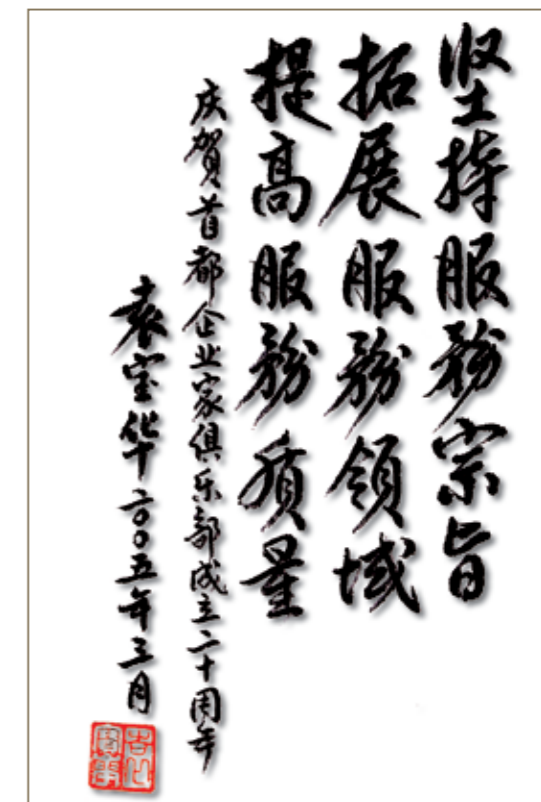 坚持服务宗旨
拓展服务领域
提高服务质量
庆贺首都企业家俱乐部成立二十周年
袁宝华 二〇〇五年三月